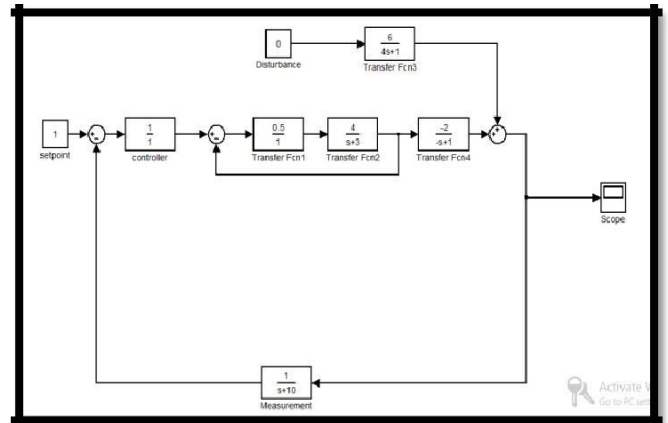 6
4s+1
0
Disturbance
Transfer Fcn3
1
setpoint
+-
1
1
controller
+-
0.5
1
Transfer Fcn1
4
s+3
Transfer Fcn2
-2
-s+1
Transfer Fcn4
++
Scope
1
s+10
Measurement
Activate
Go to PC